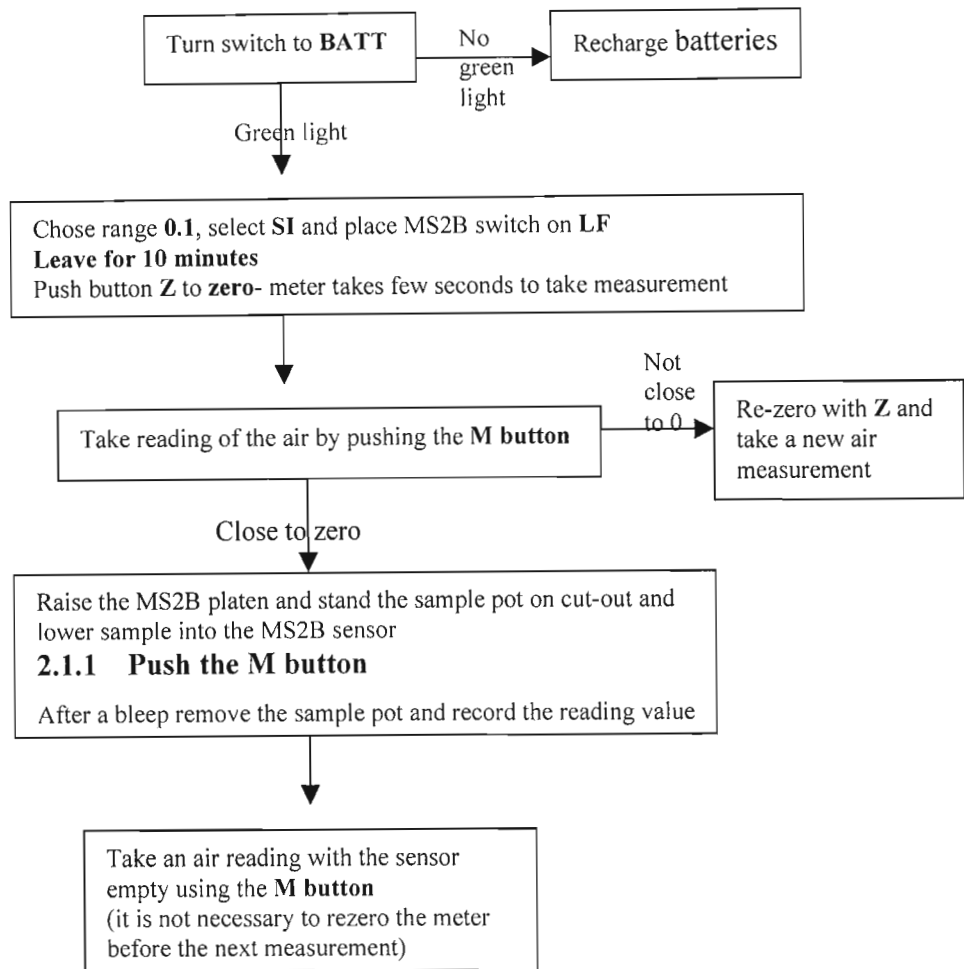 Turn switch to BATT
No
green
light
Recharge batteries
Green light
Chose range 0.1, select SI and place MS2B switch on LF
Leave for 10 minutes
Push button Z to zero- meter takes few seconds to take measurement
Not
close
to 0
Take reading of the air by pushing the M button
Re-zero with Z and
take a new air
measurement
Close to zero
Raise the MS2B platen and stand the sample pot on cut-out and
lower sample into the MS2B sensor
2.1.1 Push the M button
After a bleep remove the sample pot and record the reading value
Take an air reading with the sensor
empty using the M button
(it is not necessary to rezero the meter
before the next measurement)